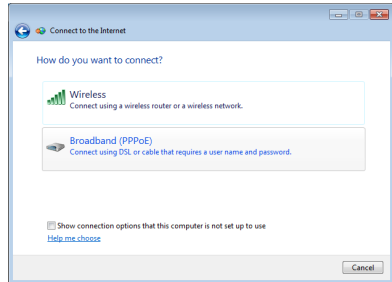 Connect to the Internet
How do you want to connect?
Wireless
Connect using a wireless router or a wireless network.
Broadband (PPPoE)
Connect using DSL or cable that requires a user name and password.
Show connection options that this computer is not set up to use
Help me choose
Cancel